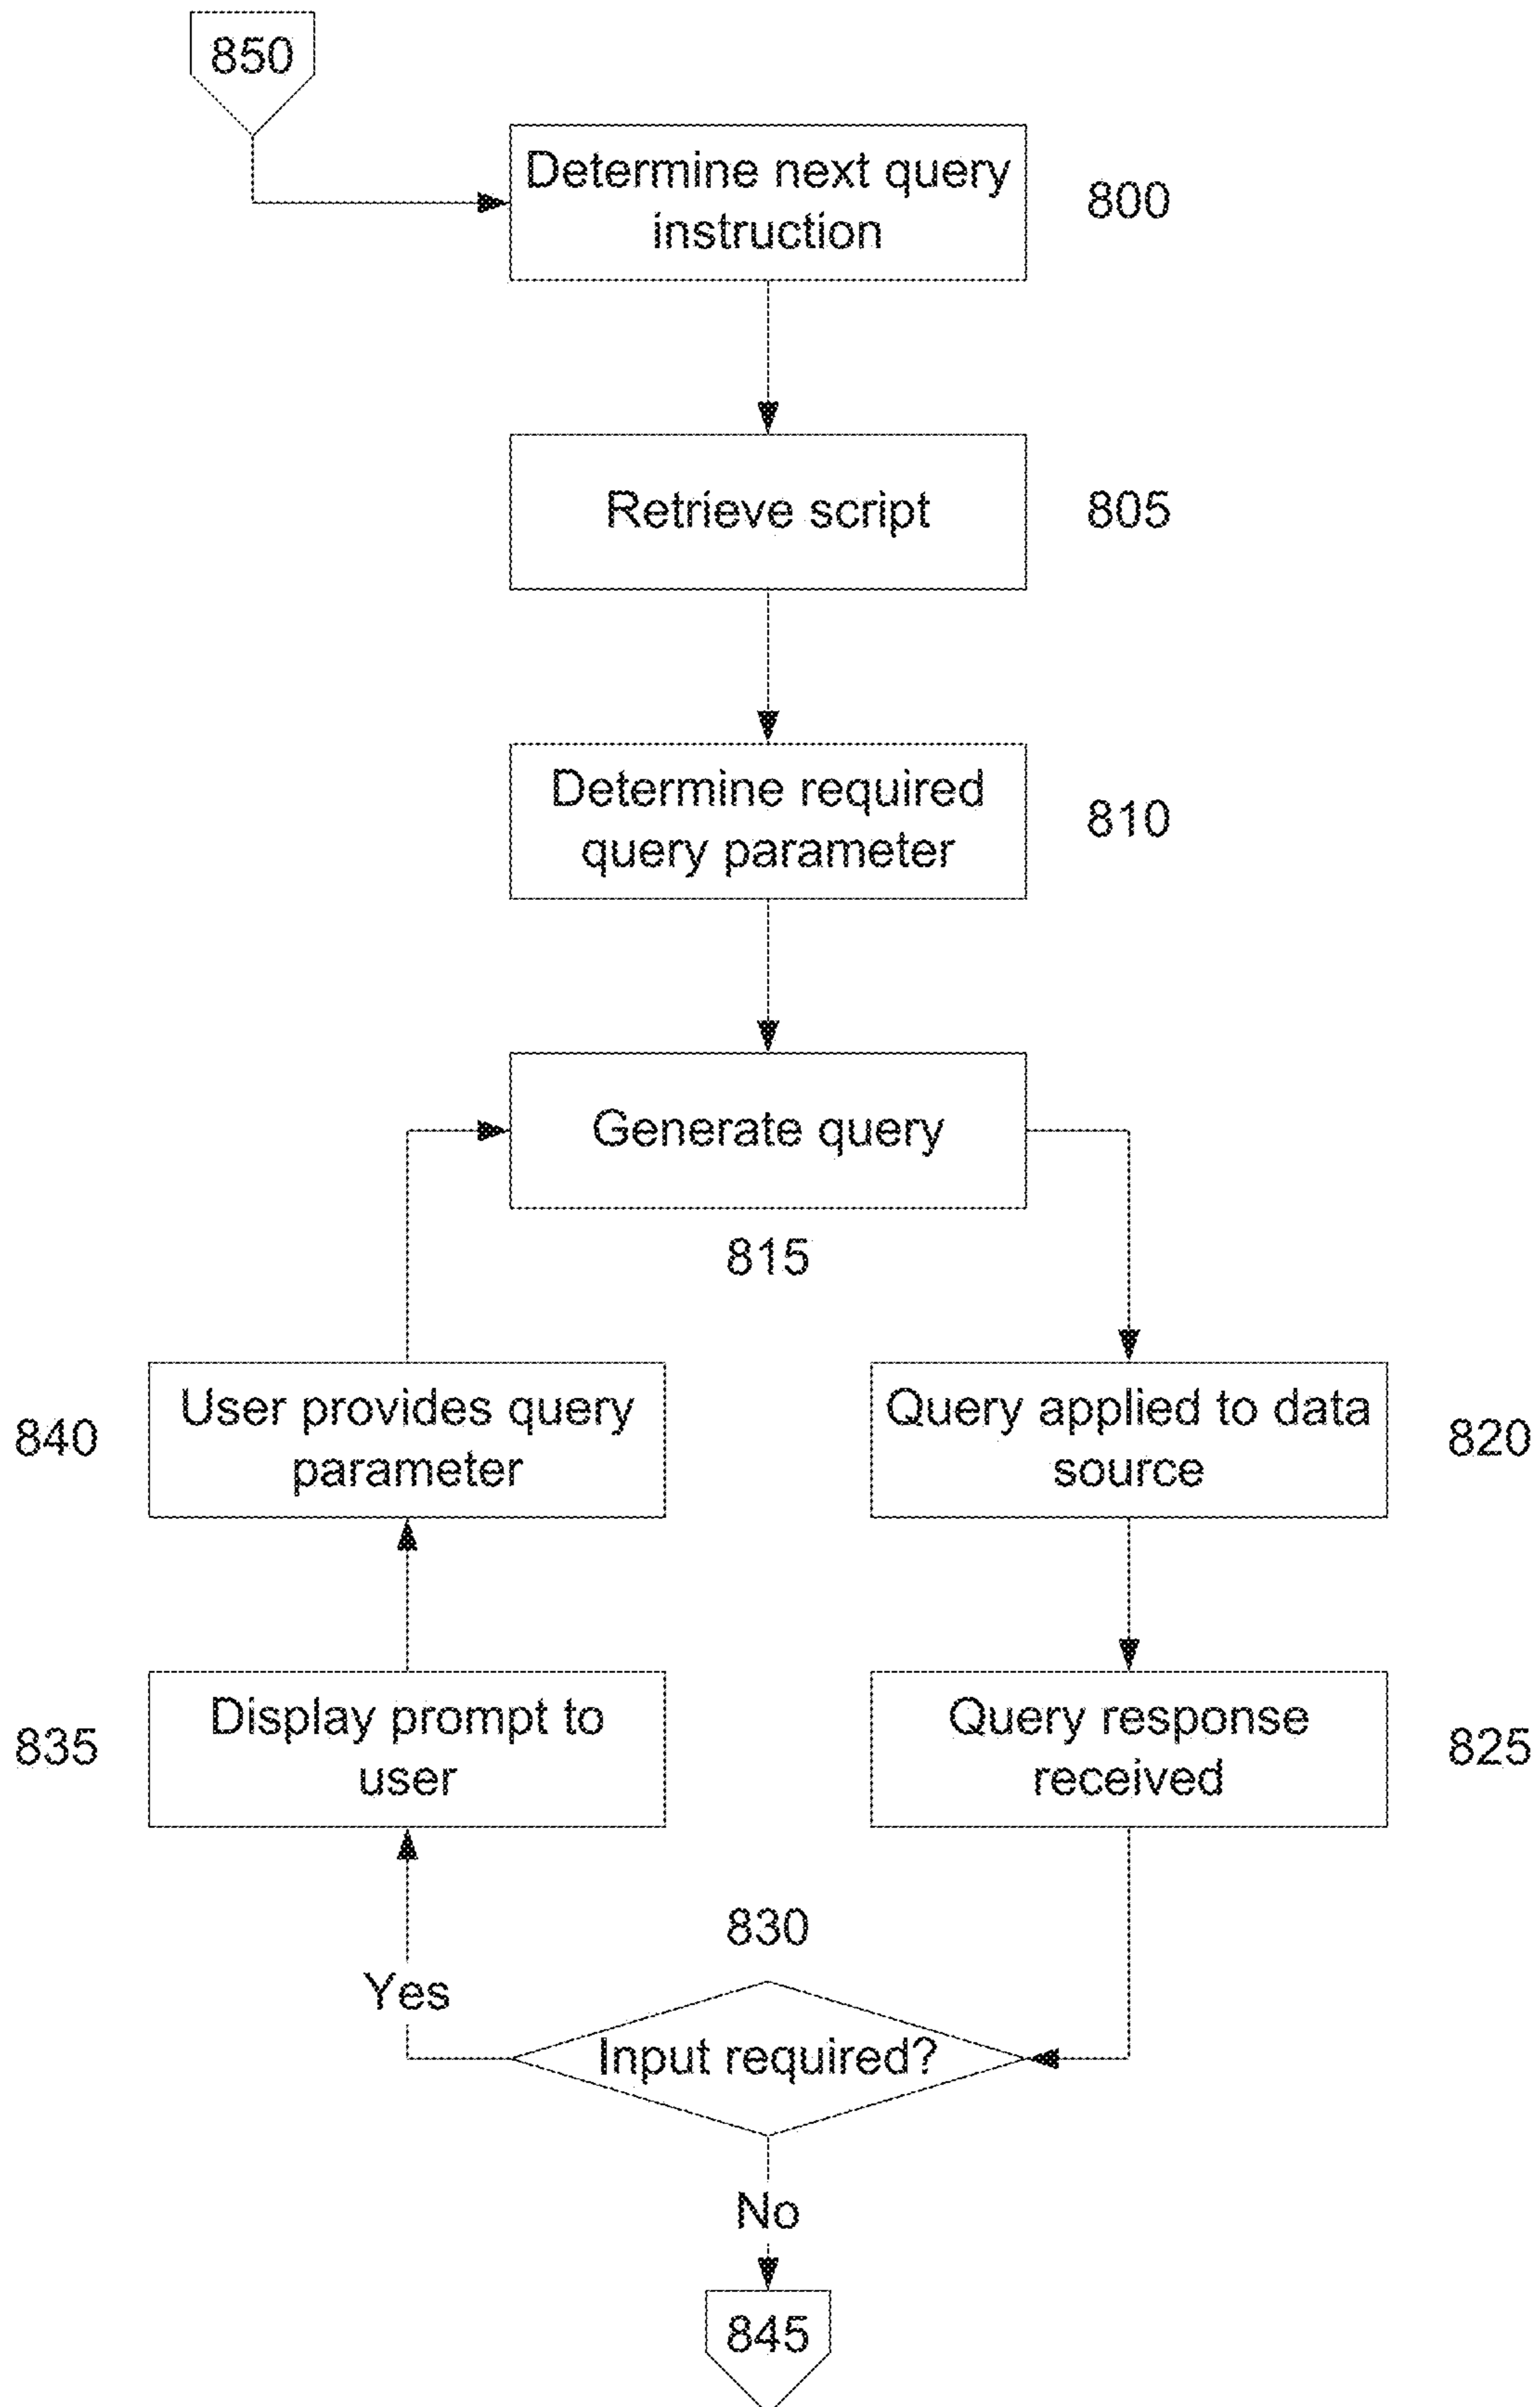 850
Determine next query
instruction
800
Retrieve script
805
Determine required
query parameter
810
Generate query
815
840
User provides query
parameter
Query applied to data
source
820
835
Display prompt to
user
Query response
received
825
830
Yes
Input required?
No
845